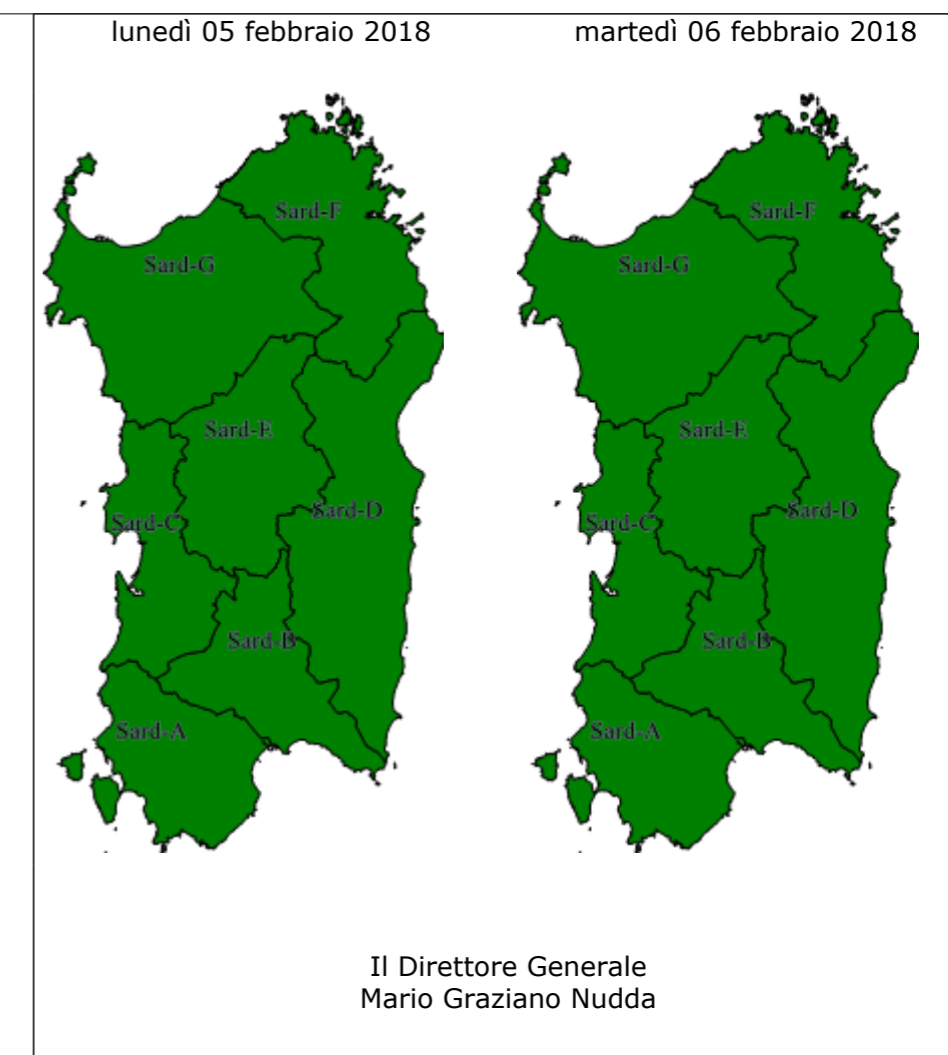 lunedì 05 febbraio 2018
martedì 06 febbraio 2018
Sard-F
Sard-G
Sard-E
Sard-D
Sard-C
Sard-B
Sard-A
Sard-F
Sard-G
Sard-E
Sard-D
Sard-C
Sard-B
Sard-A
Il Direttore Generale
Mario Graziano Nudda